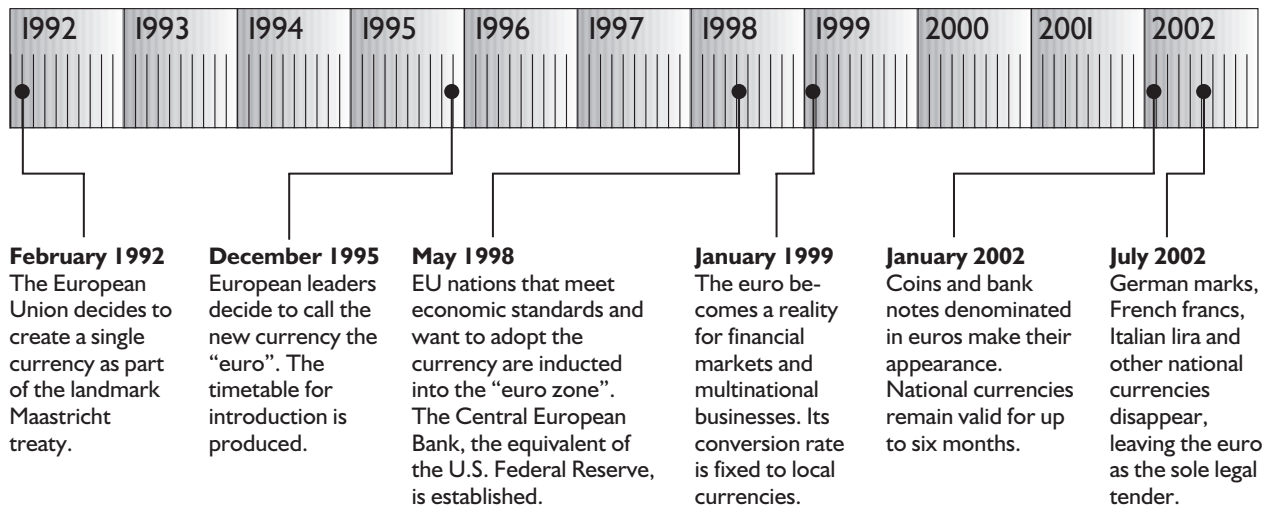 1992 1993 1994 1995 1996 1997 1998 1999 2000 2001 2002
February 1992
The European
Union decides to
create a single
currency as part
of the landmark
Maastricht
treaty.
December 1995
European leaders
decide to call the
new currency the
“euro”. The
timetable for
introduction is
produced.
May 1998
EU nations that meet
economic standards and
want to adopt the
currency are inducted
into the “euro zone”.
The Central European
Bank, the equivalent of
the U.S. Federal Reserve,
is established.
January 1999
The euro be-
comes a reality
for financial
markets and
multinational
businesses. Its
conversion rate
is fixed to local
currencies.
January 2002
Coins and bank
notes denominated
in euros make their
appearance.
National currencies
remain valid for up
to six months.
July 2002
German marks,
French francs,
Italian lira and
other national
currencies
disappear,
leaving the euro
as the sole legal
tender.